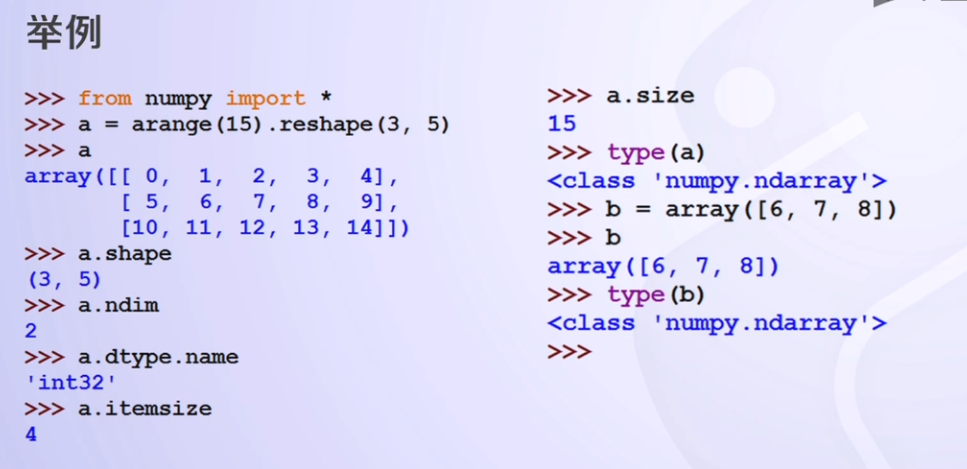 举例
>>> from numpy import *
>>> a = arange(15).reshape(3, 5)
>>> a
array([[ 0,  1,  2,  3,  4],
       [ 5,  6,  7,  8,  9],
       [10, 11, 12, 13, 14]])
>>> a.shape
(3, 5)
>>> a.ndim
2
>>> a.dtype.name
'int32'
>>> a.itemsize
4
>>> a.size
15
>>> type(a)
<class 'numpy.ndarray'>
>>> b = array([6, 7, 8])
>>> b
array([6, 7, 8])
>>> type(b)
<class 'numpy.ndarray'>
>>>